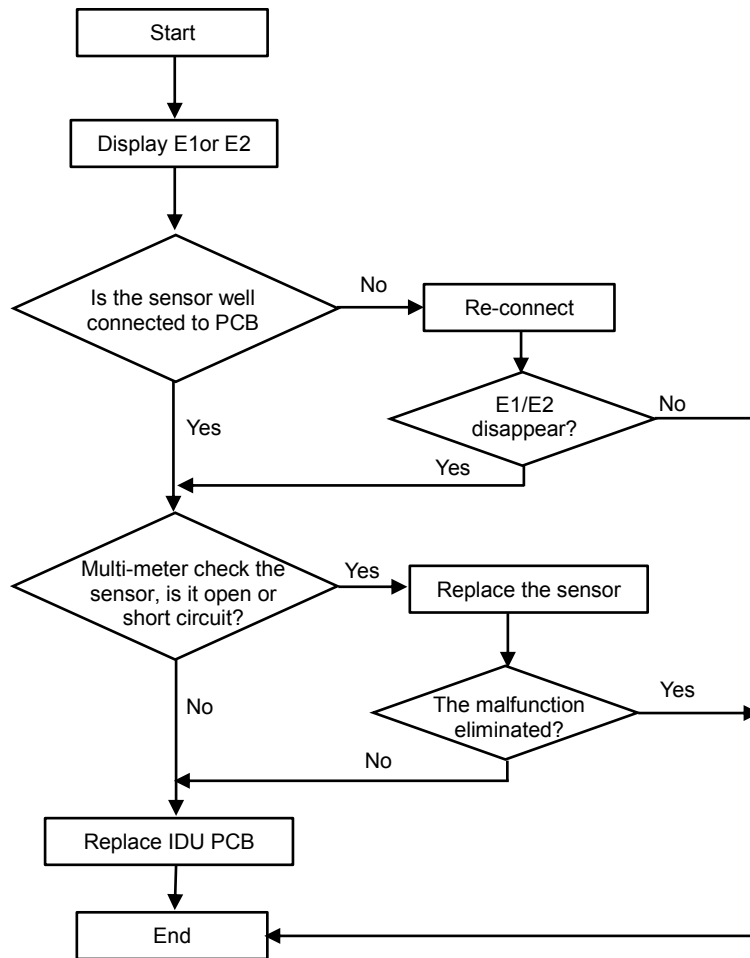 Start
Display E1or E2
Is the sensor well
connected to PCB
No
Re-connect
E1/E2
disappear?
No
Yes
Yes
Multi-meter check the
sensor, is it open or
short circuit?
Yes
Replace the sensor
The malfunction
eliminated?
Yes
No
No
Replace IDU PCB
End